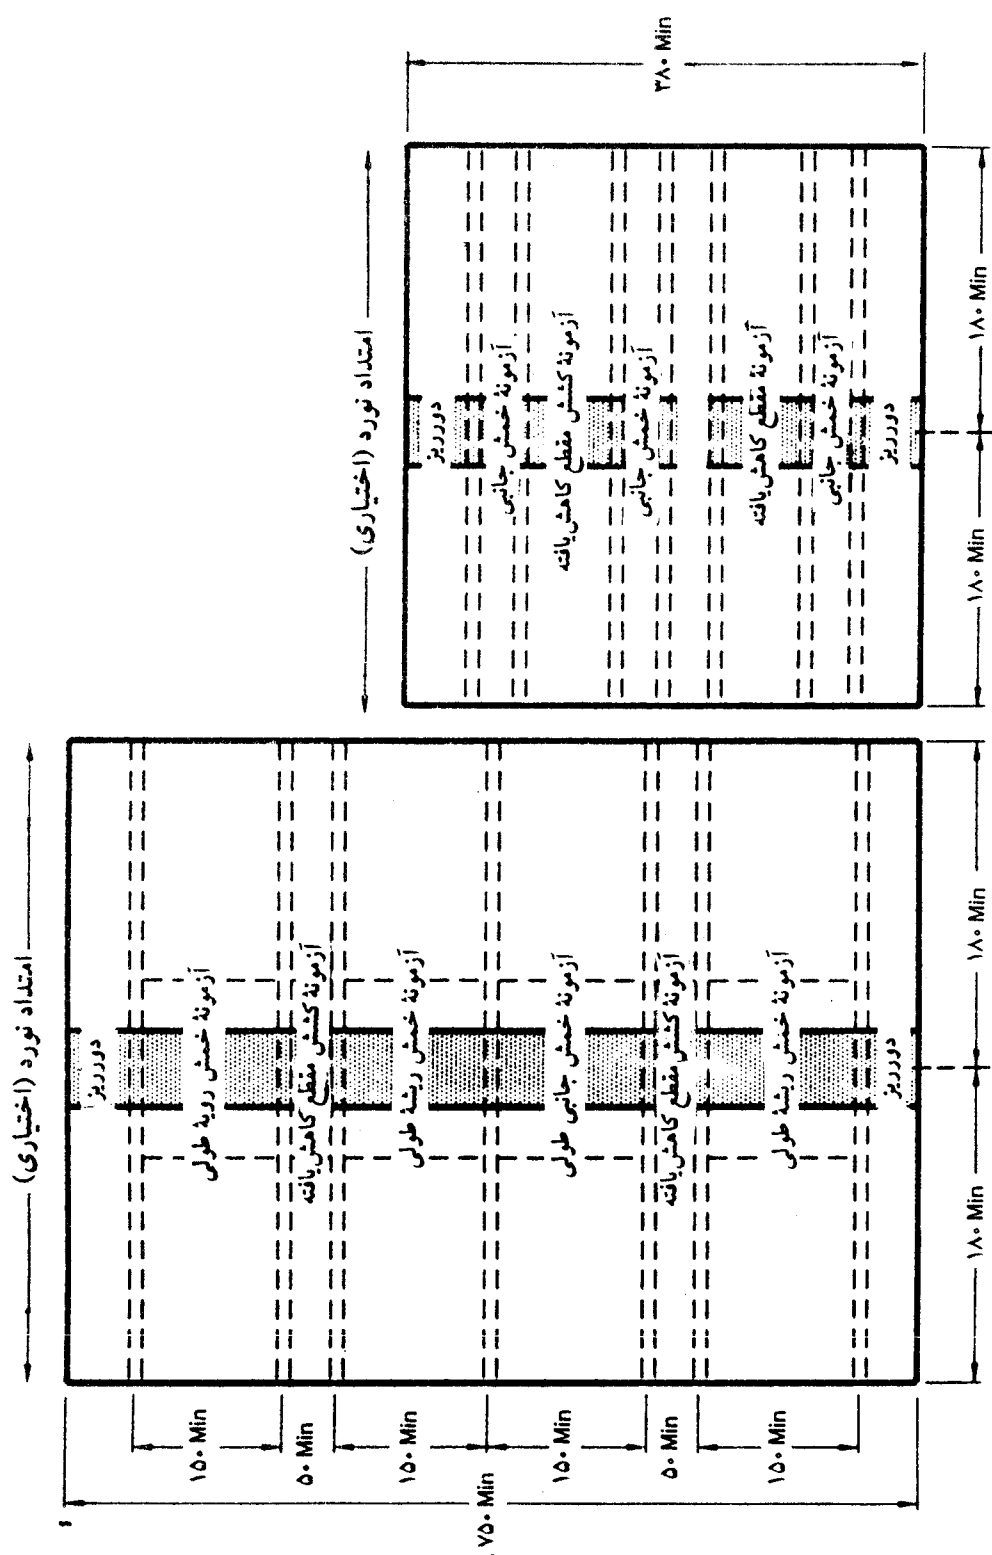 امتداد نورد (اختیاری)
دورریز
آزمونهٔ خمش رویهٔ طولی
آزمونهٔ کشش مقطع کاهش‌یافته
آزمونهٔ خمش ریشهٔ طولی
آزمونهٔ خمش جانبی طولی
آزمونهٔ کشش مقطع کاهش‌یافته
آزمونهٔ خمش ریشهٔ طولی
دورریز
۱۵۰ Min
۵۰ Min
۱۵۰ Min
۱۵۰ Min
۵۰ Min
۱۵۰ Min
۷۵۰ Min
۱۸۰ Min
۱۸۰ Min
امتداد نورد (اختیاری)
دورریز
آزمونهٔ خمش جانبی
آزمونهٔ کشش مقطع کاهش‌یافته
آزمونهٔ خمش جانبی
آزمونهٔ مقطع کاهش‌یافته
آزمونهٔ خمش جانبی
دورریز
۳۸۰ Min
۱۸۰ Min
۱۸۰ Min